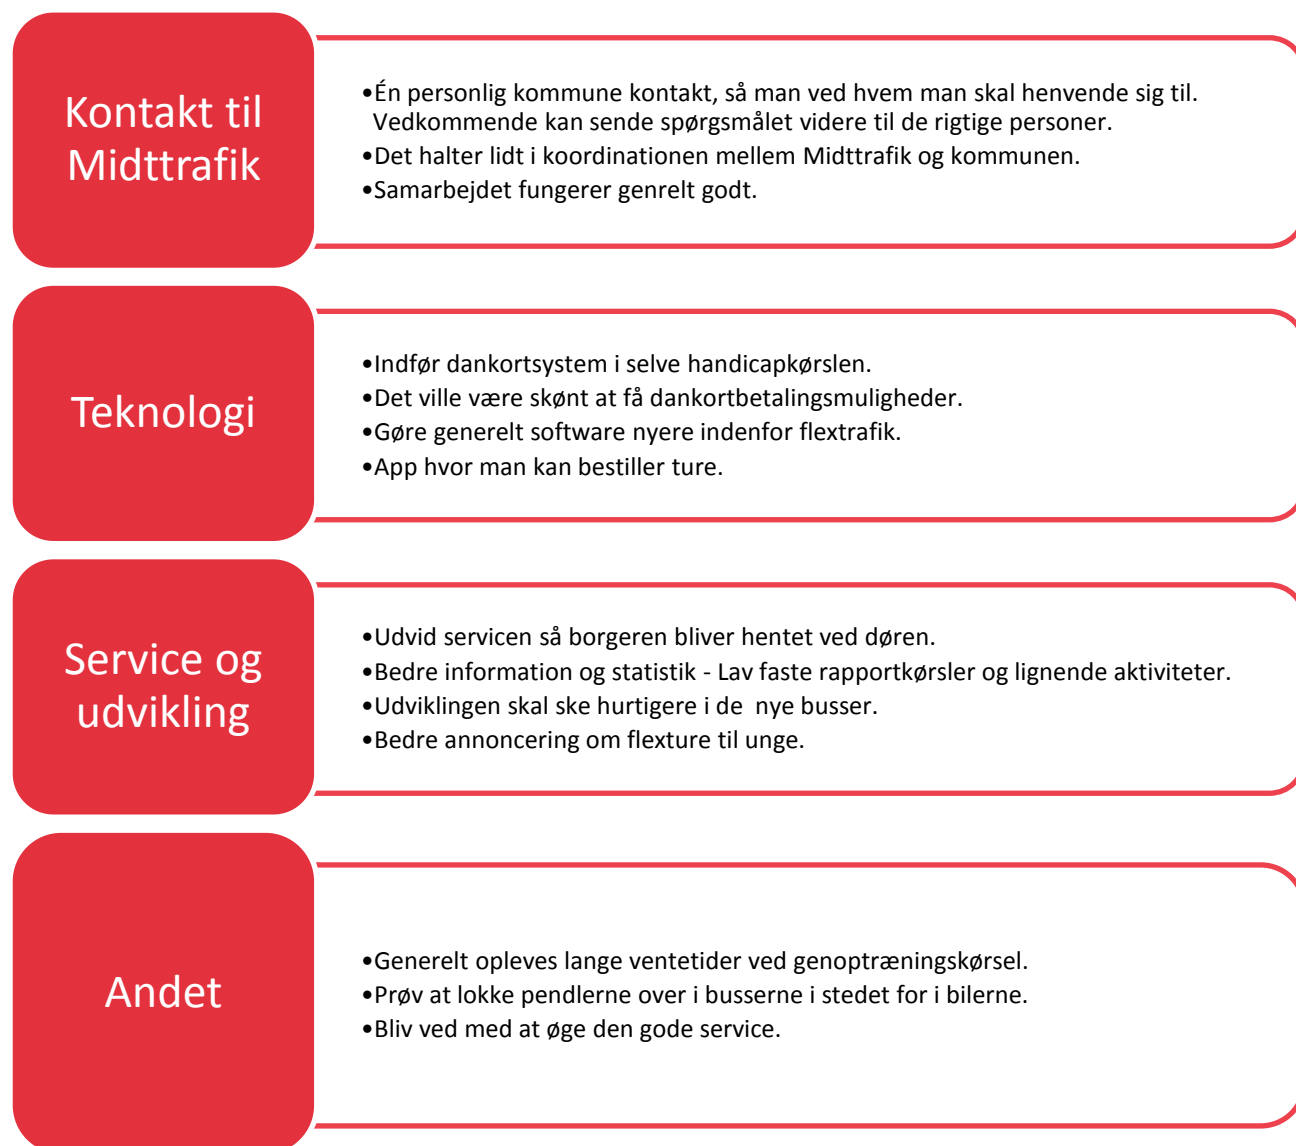 Kontakt til
Midttrafik
•Én personlig kommune kontakt, så man ved hvem man skal henvende sig til.
Vedkommende kan sende spørgsmålet videre til de rigtige personer.
•Det halter lidt i koordinationen mellem Midttrafik og kommunen.
•Samarbejdet fungerer genrelt godt.
Teknologi
•Indfør dankortsystem i selve handicapkørslen.
•Det ville være skønt at få dankortbetalingsmuligheder.
•Gøre generelt software nyere indenfor flextrafik.
•App hvor man kan bestiller ture.
Service og
udvikling
•Udvid servicen så borgeren bliver hentet ved døren.
•Bedre information og statistik - Lav faste rapportkørsler og lignende aktiviteter.
•Udviklingen skal ske hurtigere i de  nye busser.
•Bedre annoncering om flexture til unge.
Andet
•Generelt opleves lange ventetider ved genoptræningskørsel.
•Prøv at lokke pendlerne over i busserne i stedet for i bilerne.
•Bliv ved med at øge den gode service.